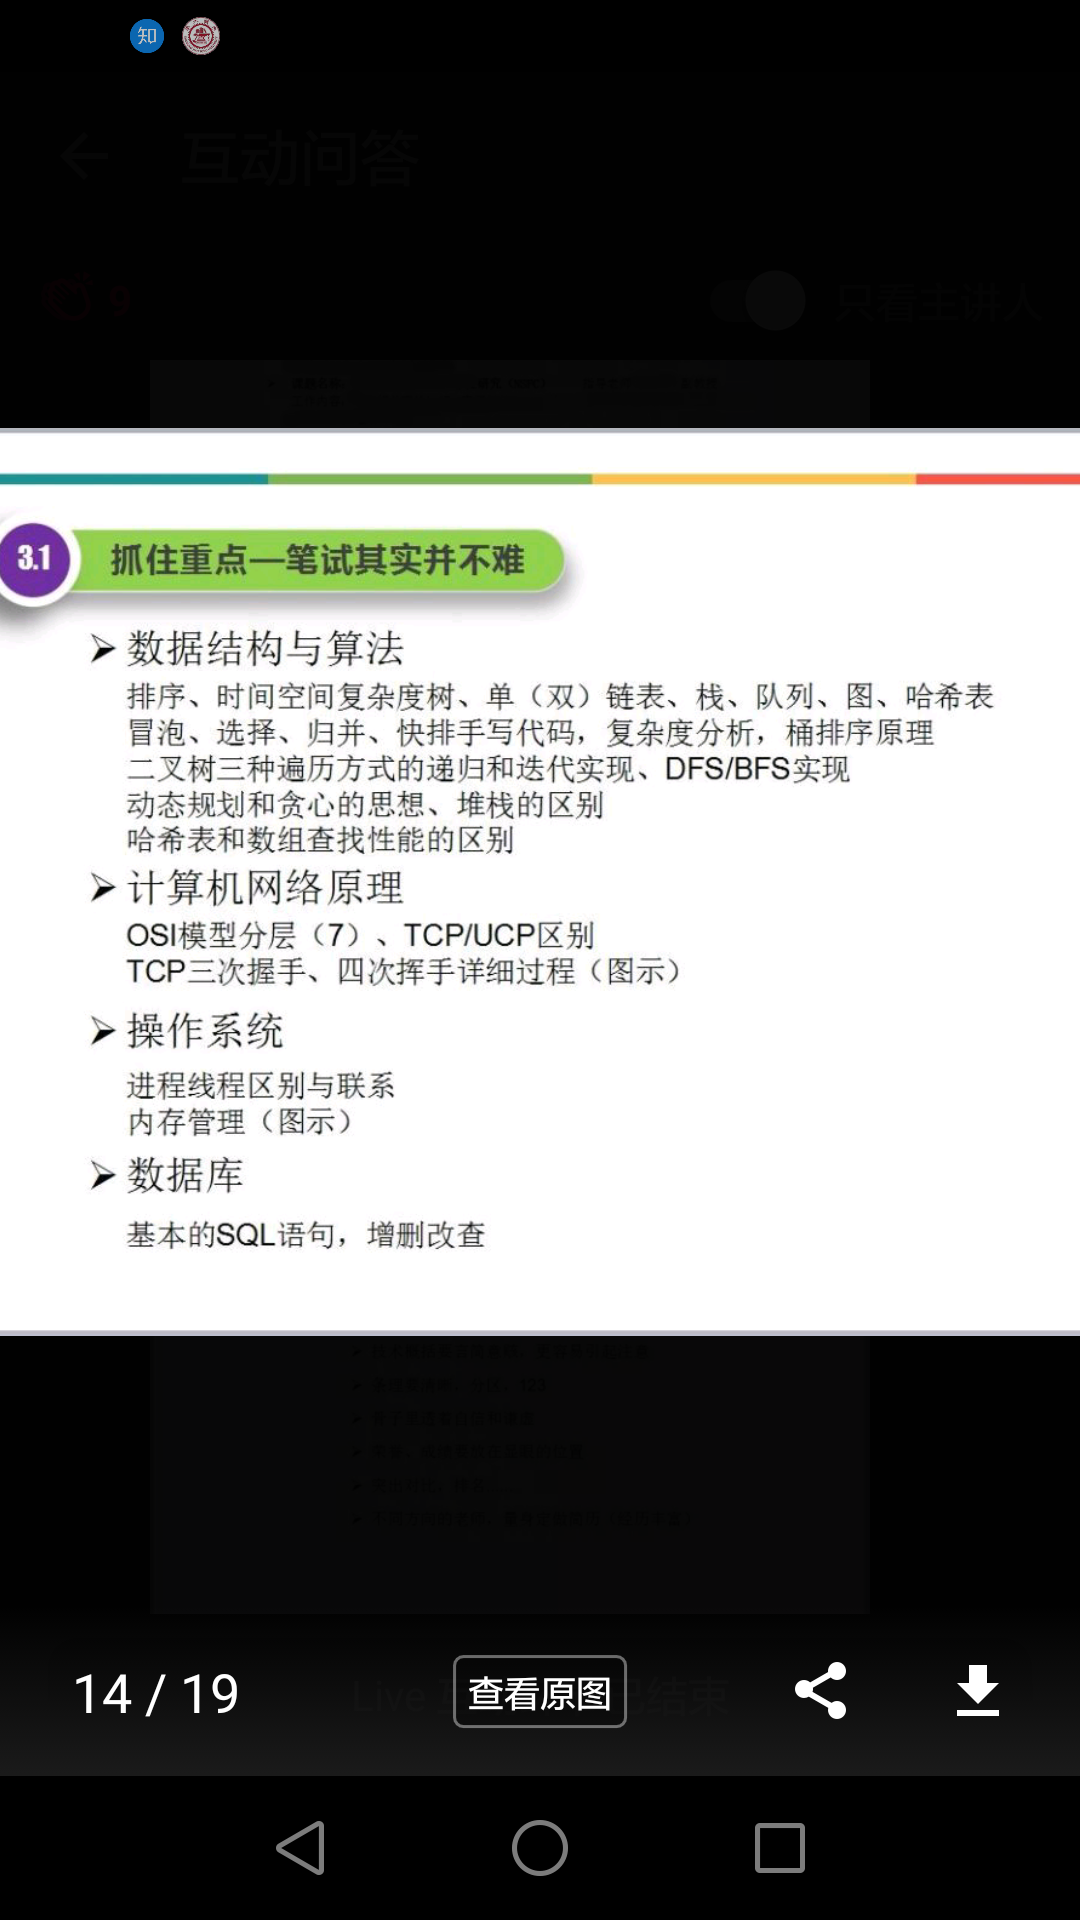 知
互动问答
9
只看主讲人
3.1
抓住重点—笔试其实并不难
➢ 数据结构与算法
排序、时间空间复杂度树、单（双）链表、栈、队列、图、哈希表
冒泡、选择、归并、快排手写代码，复杂度分析，桶排序原理
二叉树三种遍历方式的递归和迭代实现、DFS/BFS实现
动态规划和贪心的思想、堆栈的区别
哈希表和数组查找性能的区别
➢ 计算机网络原理
OSI模型分层（7）、TCP/UCP区别
TCP三次握手、四次挥手详细过程（图示）
➢ 操作系统
进程线程区别与联系
内存管理（图示）
➢ 数据库
基本的SQL语句，增删改查
14 / 19
查看原图
Live
结束